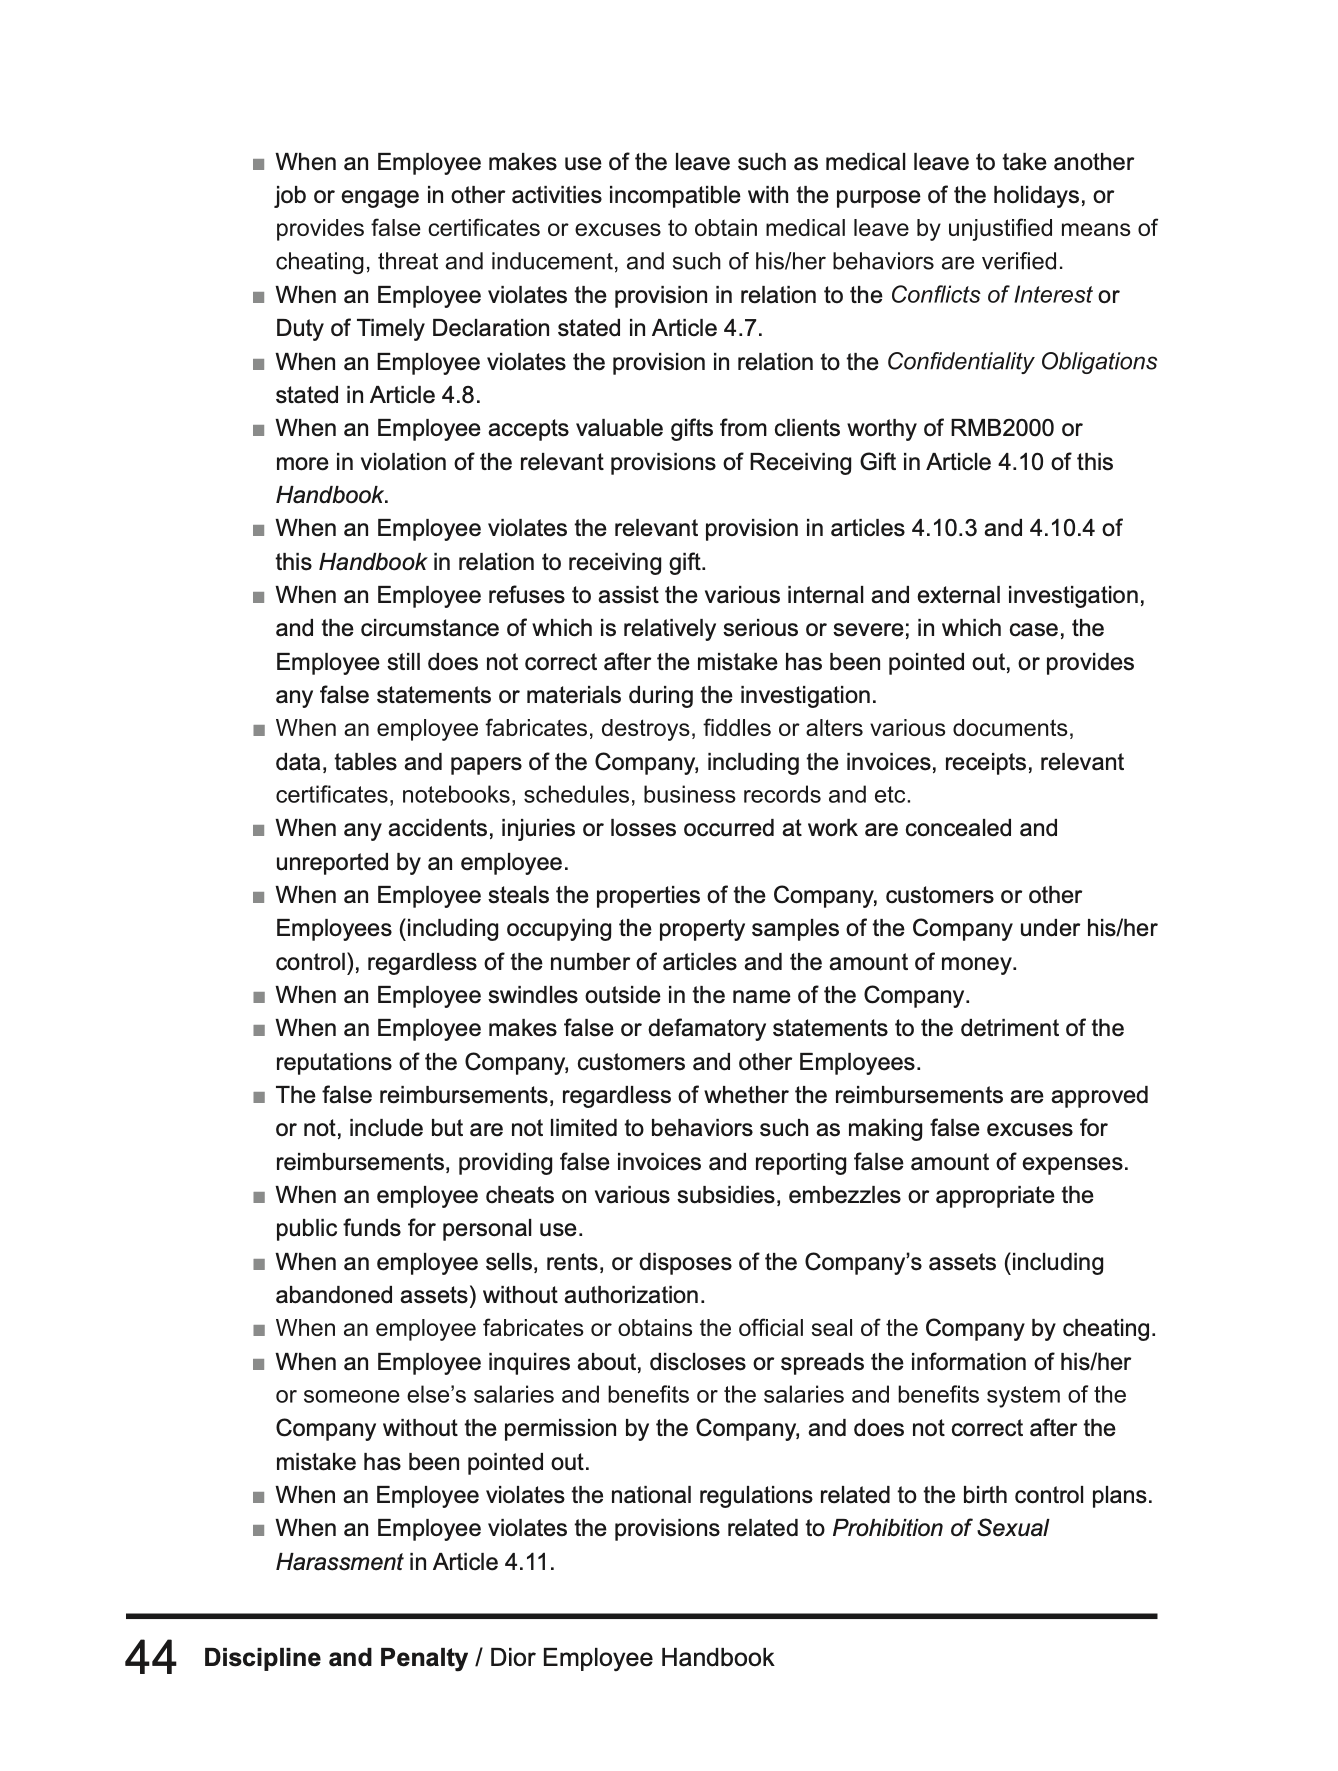 ■ When an Employee makes use of the leave such as medical leave to take another
job or engage in other activities incompatible with the purpose of the holidays, or
provides false certificates or excuses to obtain medical leave by unjustified means of
cheating, threat and inducement, and such of his/her behaviors are verified.
■ When an Employee violates the provision in relation to the Conflicts of Interest or
Duty of Timely Declaration stated in Article 4.7.
■ When an Employee violates the provision in relation to the Confidentiality Obligations
stated in Article 4.8.
■ When an Employee accepts valuable gifts from clients worthy of RMB2000 or
more in violation of the relevant provisions of Receiving Gift in Article 4.10 of this
Handbook.
■ When an Employee violates the relevant provision in articles 4.10.3 and 4.10.4 of
this Handbook in relation to receiving gift.
■ When an Employee refuses to assist the various internal and external investigation,
and the circumstance of which is relatively serious or severe; in which case, the
Employee still does not correct after the mistake has been pointed out, or provides
any false statements or materials during the investigation.
■ When an employee fabricates, destroys, fiddles or alters various documents,
data, tables and papers of the Company, including the invoices, receipts, relevant
certificates, notebooks, schedules, business records and etc.
■ When any accidents, injuries or losses occurred at work are concealed and
unreported by an employee.
■ When an Employee steals the properties of the Company, customers or other
Employees (including occupying the property samples of the Company under his/her
control), regardless of the number of articles and the amount of money.
■ When an Employee swindles outside in the name of the Company.
■ When an Employee makes false or defamatory statements to the detriment of the
reputations of the Company, customers and other Employees.
■ The false reimbursements, regardless of whether the reimbursements are approved
or not, include but are not limited to behaviors such as making false excuses for
reimbursements, providing false invoices and reporting false amount of expenses.
■ When an employee cheats on various subsidies, embezzles or appropriate the
public funds for personal use.
■ When an employee sells, rents, or disposes of the Company’s assets (including
abandoned assets) without authorization.
■ When an employee fabricates or obtains the official seal of the Company by cheating.
■ When an Employee inquires about, discloses or spreads the information of his/her
or someone else’s salaries and benefits or the salaries and benefits system of the
Company without the permission by the Company, and does not correct after the
mistake has been pointed out.
■ When an Employee violates the national regulations related to the birth control plans.
■ When an Employee violates the provisions related to Prohibition of Sexual
Harassment in Article 4.11.
44 Discipline and Penalty / Dior Employee Handbook